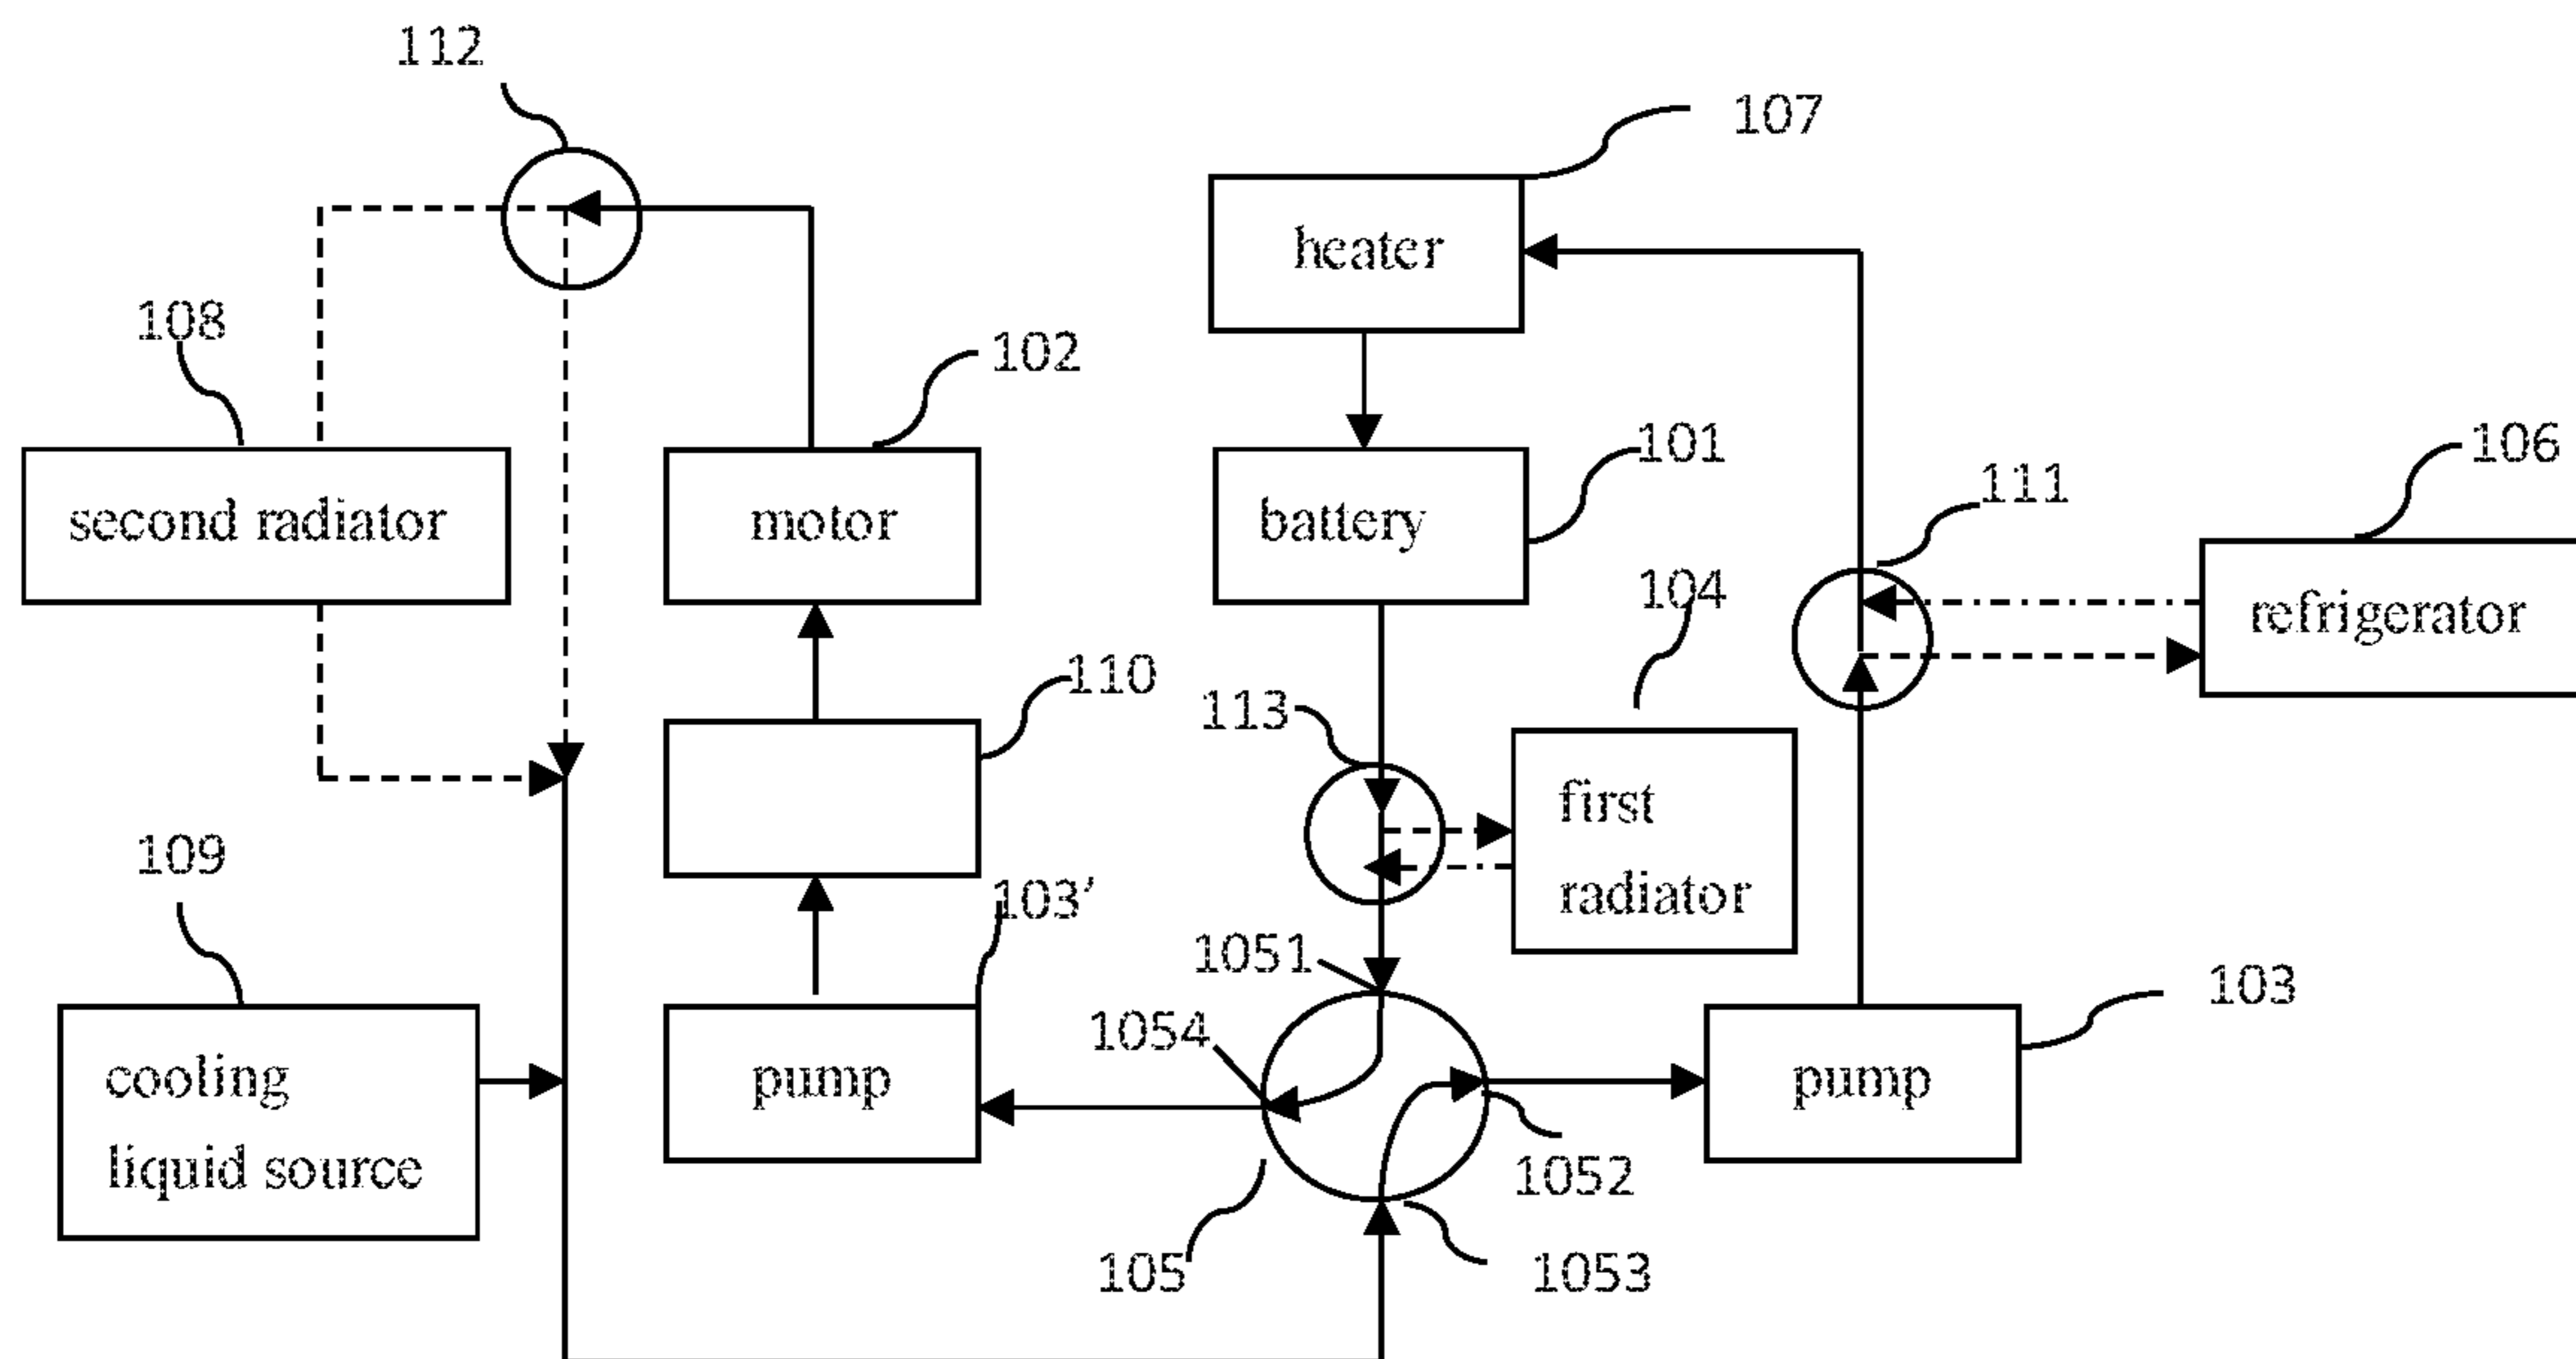 112
107
heater
108
102
101
106
111
second radiator
motor
battery
104
refrigerator
110
113
first
radiator
109
103’
1051
103
1054
cooling
liquid source
pump
pump
1052
105
1053